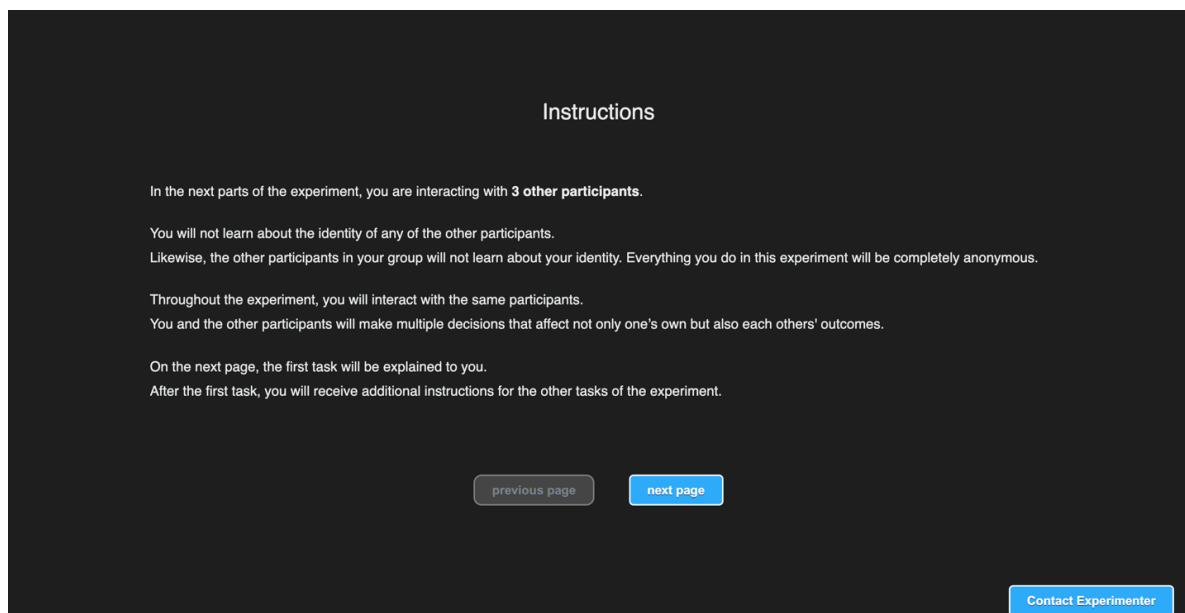 Instructions
In the next parts of the experiment, you are interacting with 3 other participants.
You will not learn about the identity of any of the other participants.
Likewise, the other participants in your group will not learn about your identity. Everything you do in this experiment will be completely anonymous.
Throughout the experiment, you will interact with the same participants.
You and the other participants will make multiple decisions that affect not only one's own but also each others' outcomes.
On the next page, the first task will be explained to you.
After the first task, you will receive additional instructions for the other tasks of the experiment.
previous page next page
Contact Experimenter